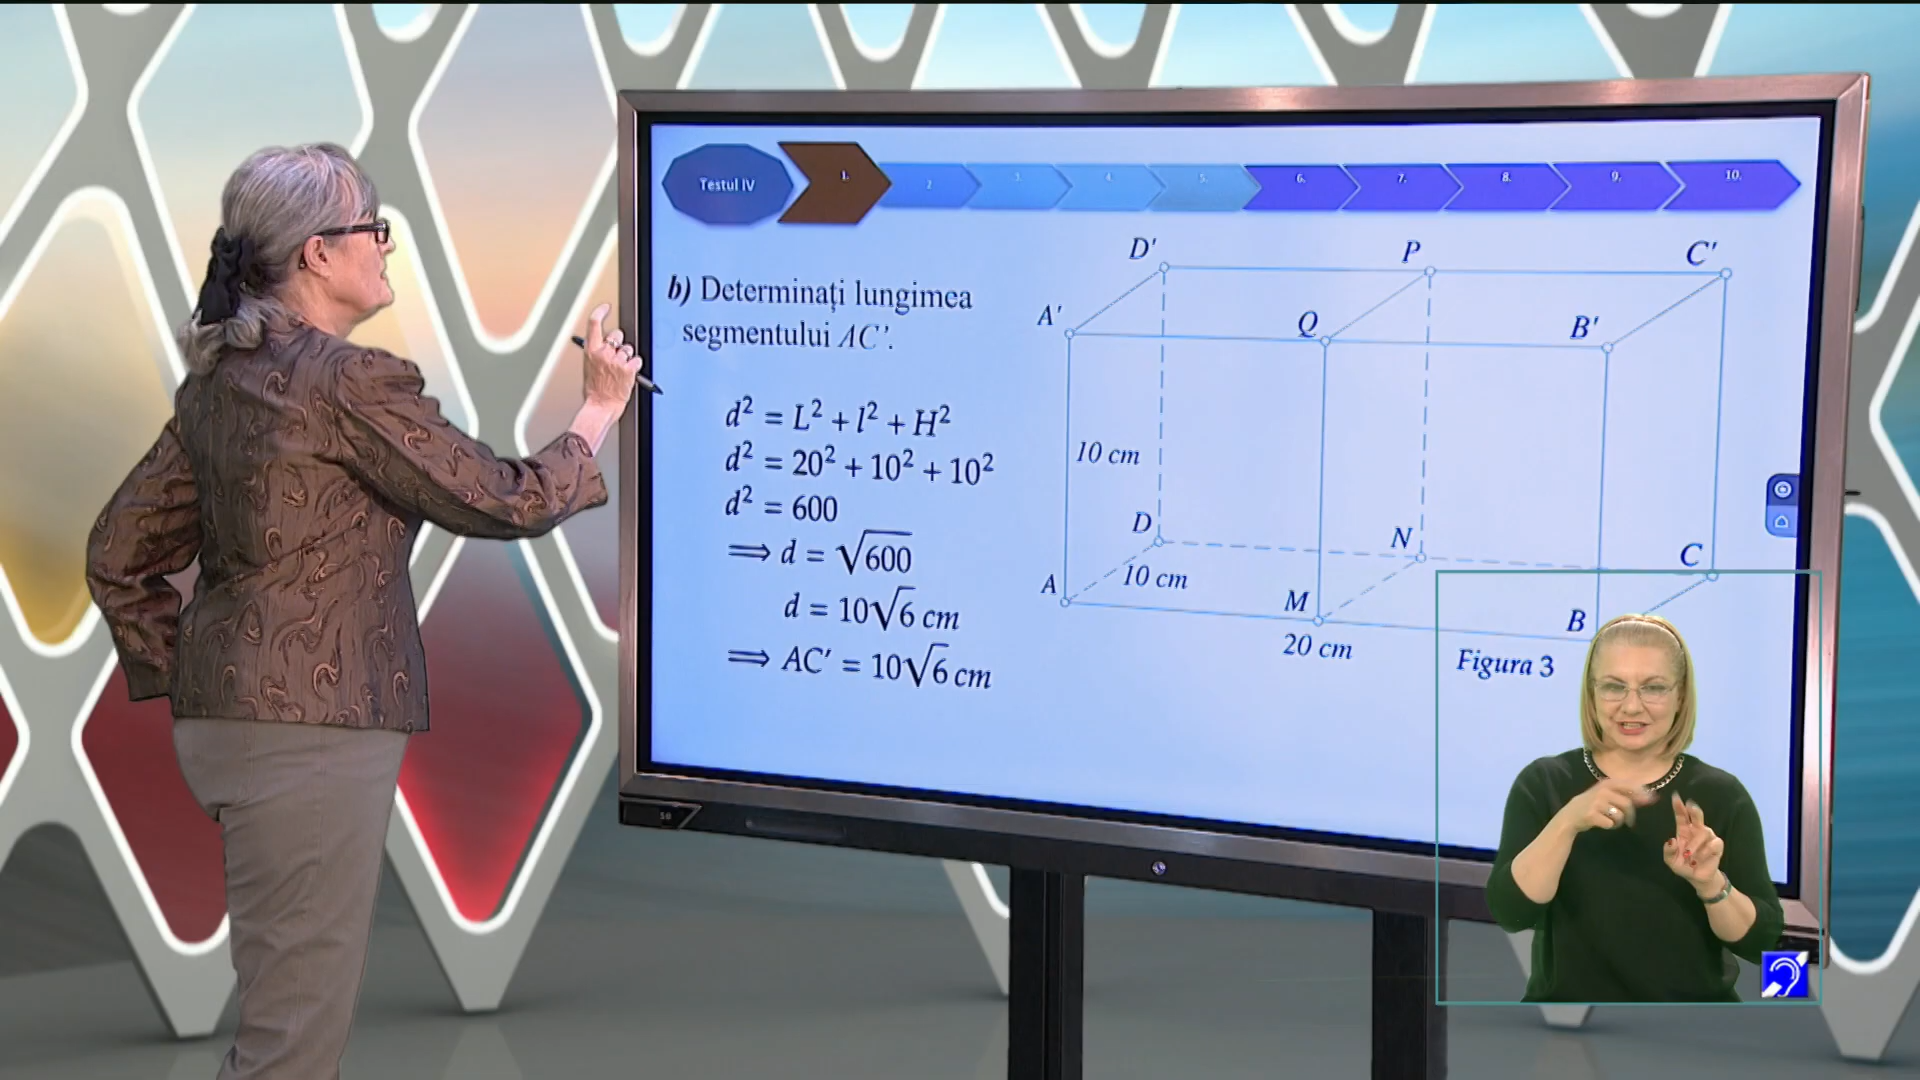 Testul IV
1.
2
3.
4.
5.
6.
7.
8.
9.
10.
b) Determinați lungimea
segmentului AC’.
d² = L² + l² + H²
d² = 20² + 10² + 10²
d² = 600
⟹ d = √600
d = 10√6 cm
⟹ AC′ = 10√6 cm
D'
P
C'
A'
Q
B'
10 cm
D
N
C
A
10 cm
M
B
20 cm
Figura 3